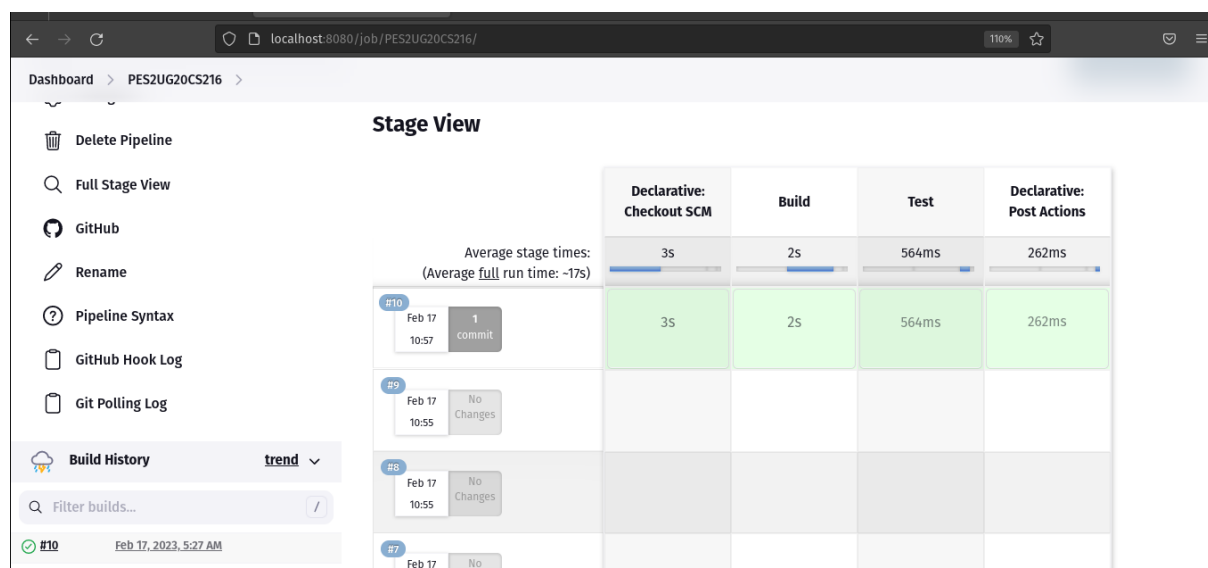 localhost:8080/job/PES2UG20CS216/
110%
Dashboard > PES2UG20CS216 >
Delete Pipeline
Full Stage View
GitHub
Rename
Pipeline Syntax
GitHub Hook Log
Git Polling Log
Build History
trend
Filter builds...
/
#10
Feb 17, 2023, 5:27 AM
Stage View
Declarative:
Checkout SCM
Build
Test
Declarative:
Post Actions
Average stage times:
(Average full run time: ~17s)
3s
2s
564ms
262ms
#10
Feb 17
10:57
1
commit
3s
2s
564ms
262ms
#9
Feb 17
10:55
No
Changes
#8
Feb 17
10:55
No
Changes
#7
Feb 17
No